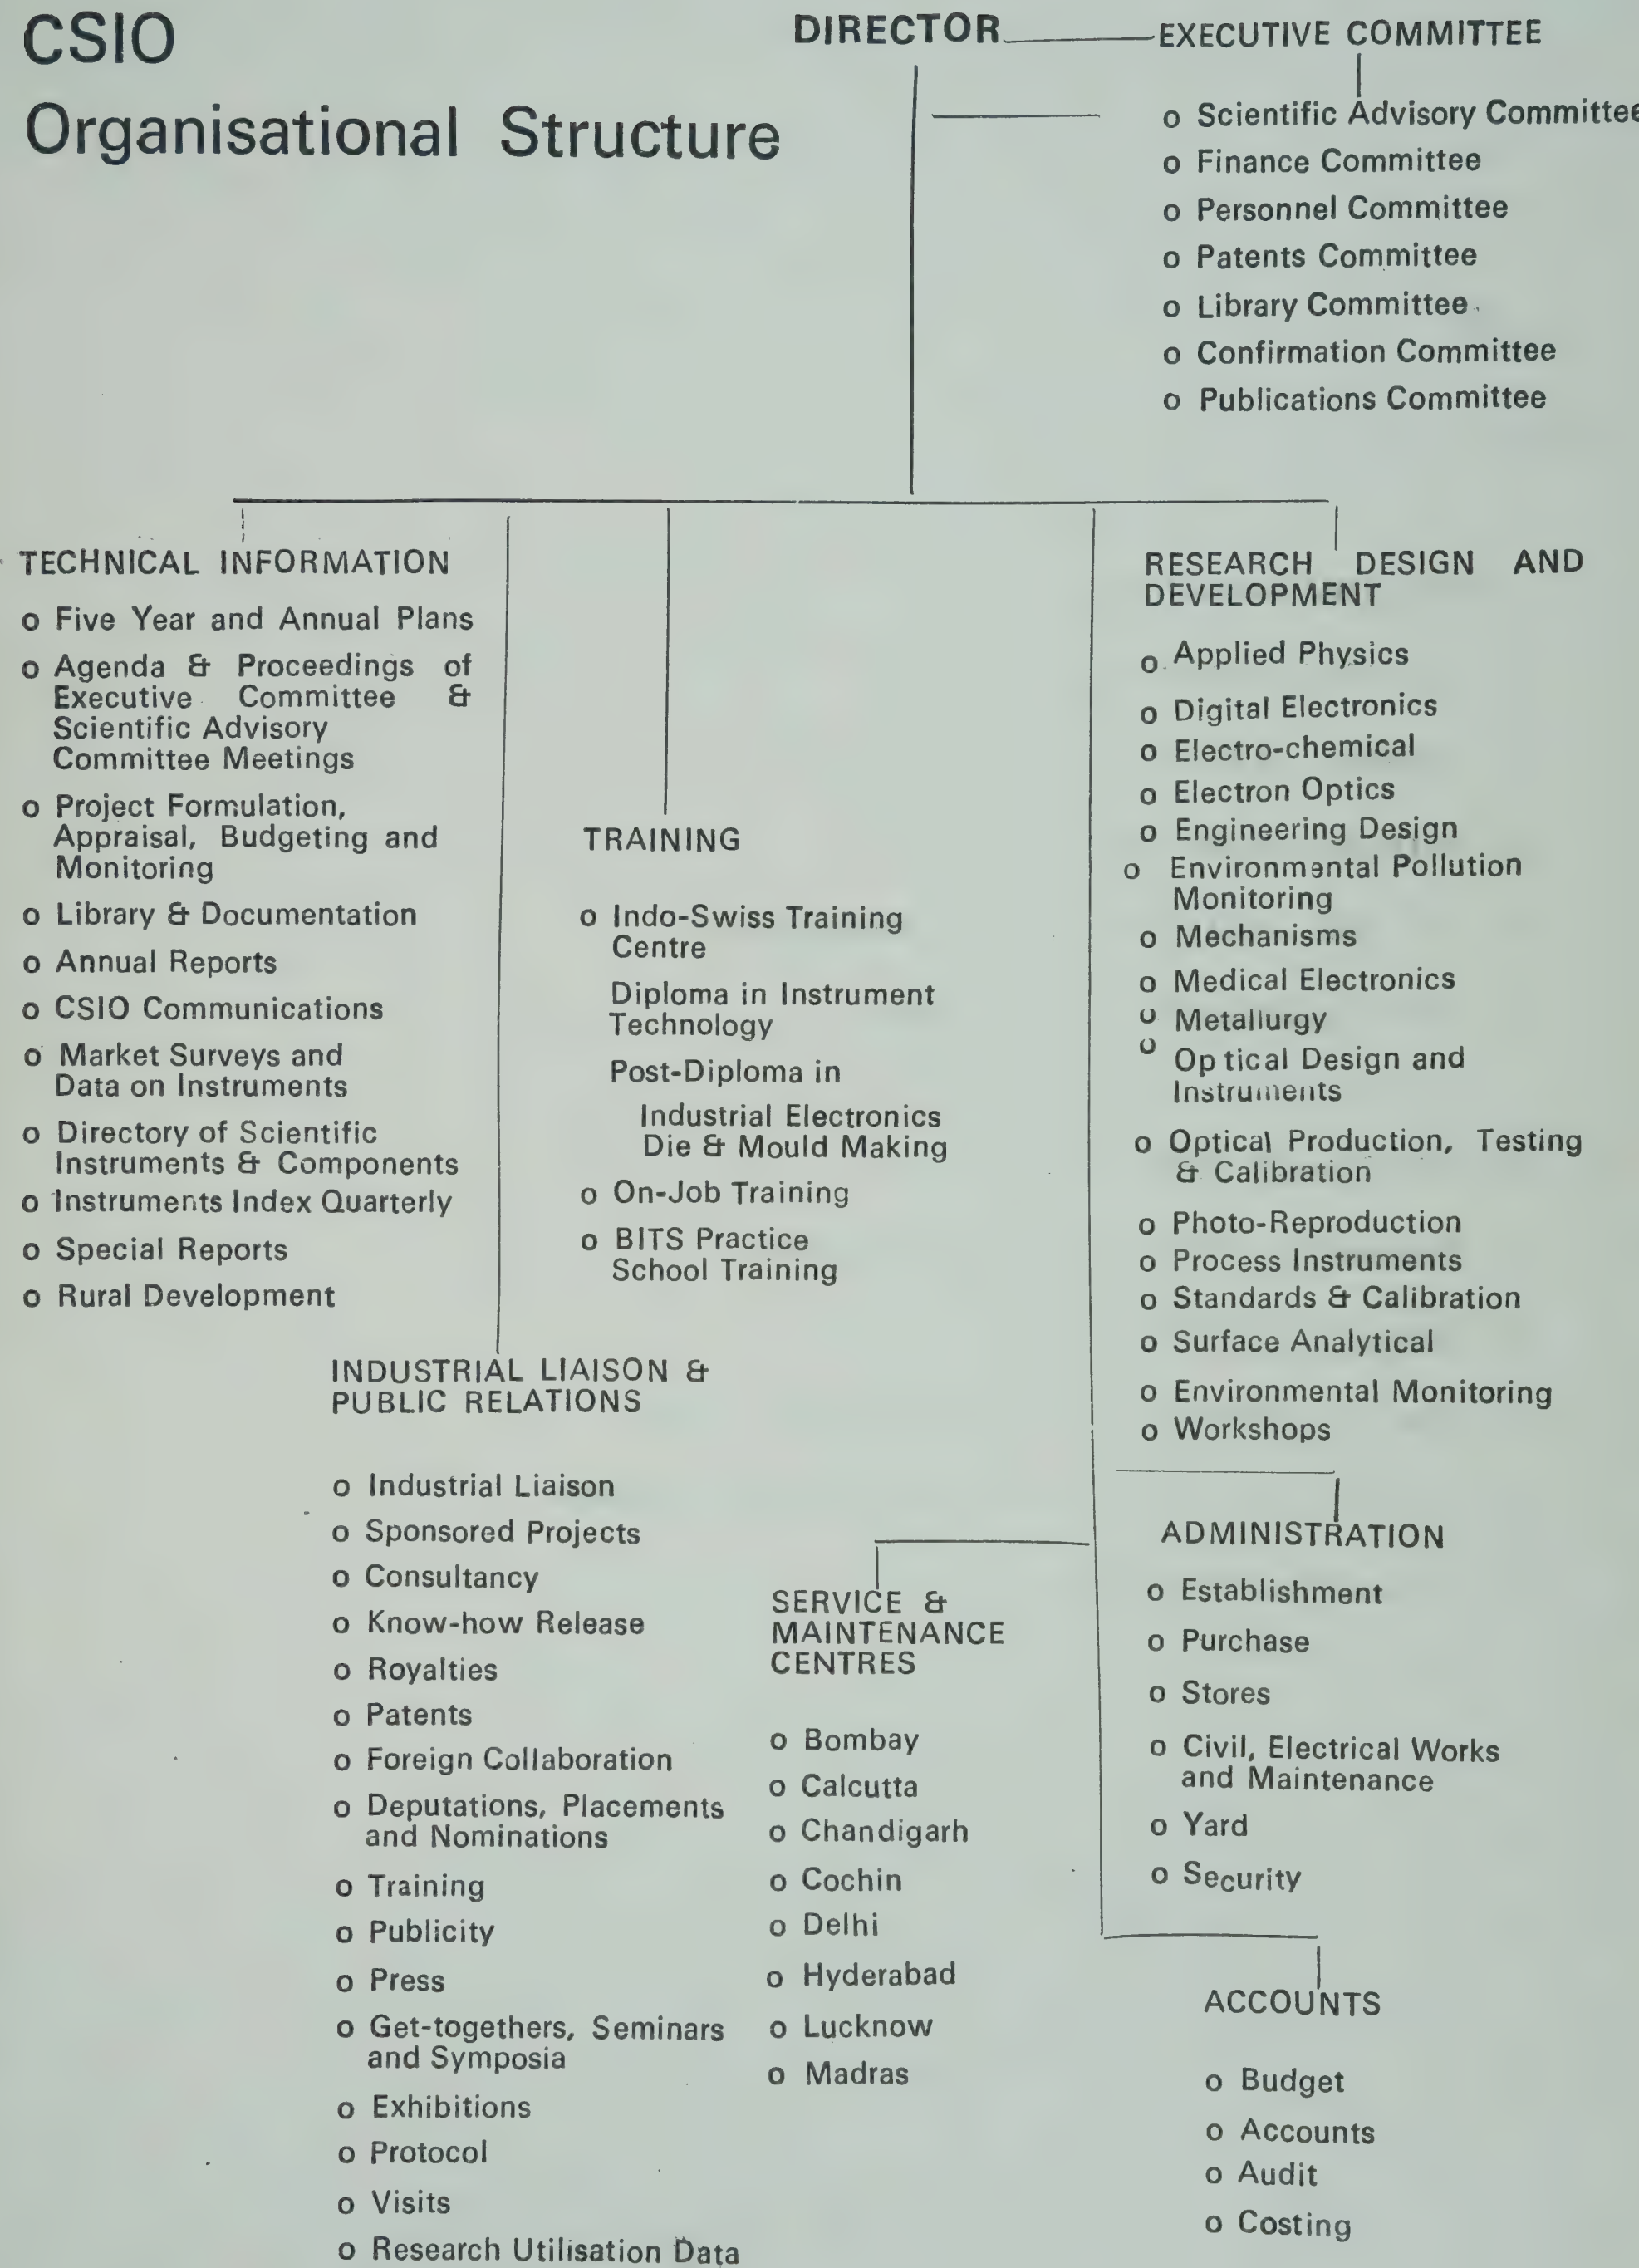 CSIO
Organisational Structure
DIRECTOR
EXECUTIVE COMMITTEE
o Scientific Advisory Committee
o Finance Committee
o Personnel Committee
o Patents Committee
o Library Committee
o Confirmation Committee
o Publications Committee
TECHNICAL INFORMATION
o Five Year and Annual Plans
o Agenda & Proceedings of
Executive Committee &
Scientific Advisory
Committee Meetings
o Project Formulation,
Appraisal, Budgeting and
Monitoring
o Library & Documentation
o Annual Reports
o CSIO Communications
o Market Surveys and
Data on Instruments
o Directory of Scientific
Instruments & Components
o Instruments Index Quarterly
o Special Reports
o Rural Development
TRAINING
o Indo-Swiss Training
Centre
Diploma in Instrument
Technology
Post-Diploma in
Industrial Electronics
Die & Mould Making
o On-Job Training
o BITS Practice
School Training
RESEARCH DESIGN AND
DEVELOPMENT
o Applied Physics
o Digital Electronics
o Electro-chemical
o Electron Optics
o Engineering Design
o Environmental Pollution
Monitoring
o Mechanisms
o Medical Electronics
o Metallurgy
o Optical Design and
Instruments
o Optical Production, Testing
& Calibration
o Photo-Reproduction
o Process Instruments
o Standards & Calibration
o Surface Analytical
o Environmental Monitoring
o Workshops
INDUSTRIAL LIAISON &
PUBLIC RELATIONS
o Industrial Liaison
o Sponsored Projects
o Consultancy
o Know-how Release
o Royalties
o Patents
o Foreign Collaboration
o Deputations, Placements
and Nominations
o Training
o Publicity
o Press
o Get-togethers, Seminars
and Symposia
o Exhibitions
o Protocol
o Visits
o Research Utilisation Data
SERVICE &
MAINTENANCE
CENTRES
o Bombay
o Calcutta
o Chandigarh
o Cochin
o Delhi
o Hyderabad
o Lucknow
o Madras
ADMINISTRATION
o Establishment
o Purchase
o Stores
o Civil, Electrical Works
and Maintenance
o Yard
o Security
ACCOUNTS
o Budget
o Accounts
o Audit
o Costing